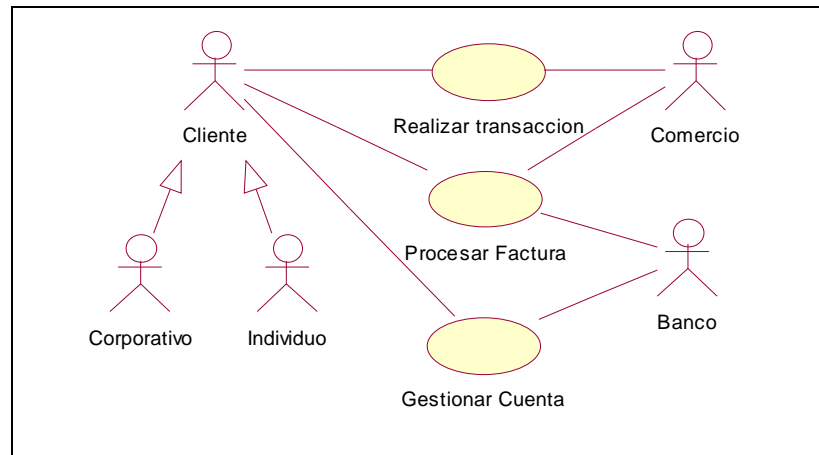 Realizar transaccion
Cliente
Comercio
Procesar Factura
Corporativo
Individuo
Banco
Gestionar Cuenta